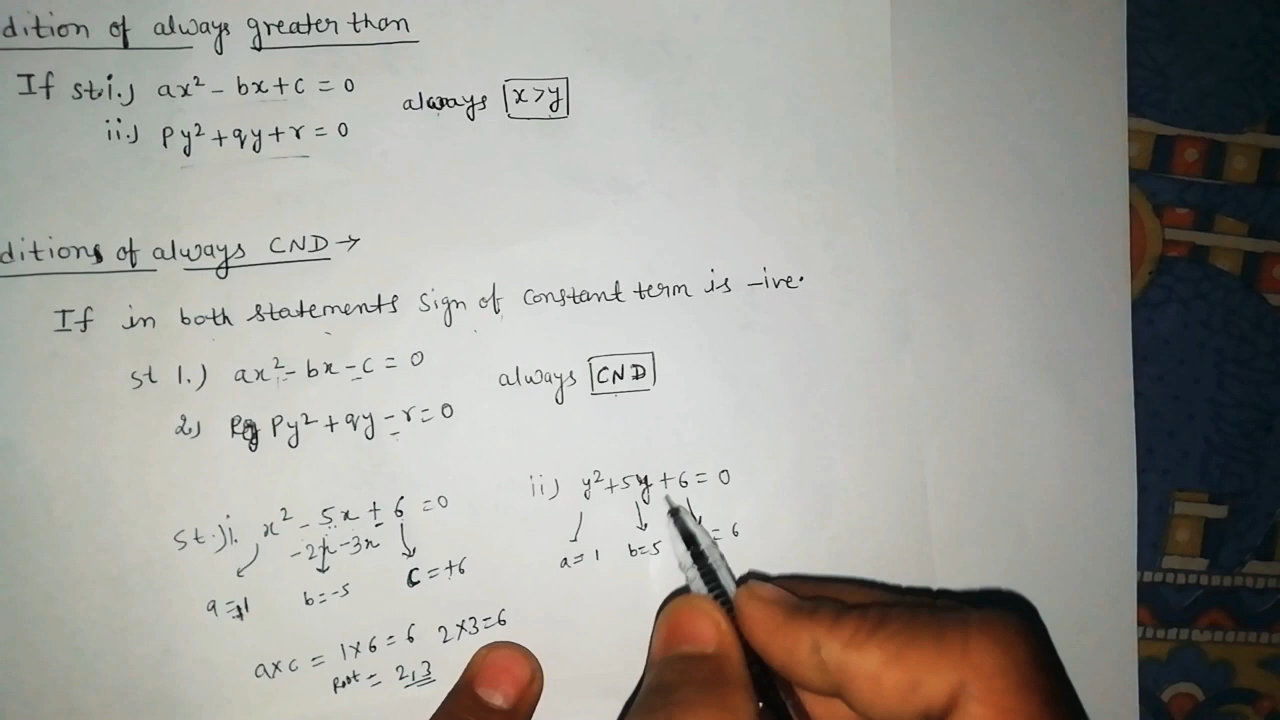 dition of always greater than
If st i.) ax² - bx + c = 0
always x > y
ii.) py² + qy + r = 0
ditions of always CND →
If in both statements Sign of constant term is -ive.
st 1.) ax² - bx - c = 0
always CND
2.) Py² + qy - r = 0
st.) i. x² - 5x + 6 = 0
ii) y² + 5y + 6 = 0
-2x - 3x
a = 1 b = 5 = 6
a = +1 b = -5 C = +6
a × c = 1 × 6 = 6 2 × 3 = 6
Root = 2, 3